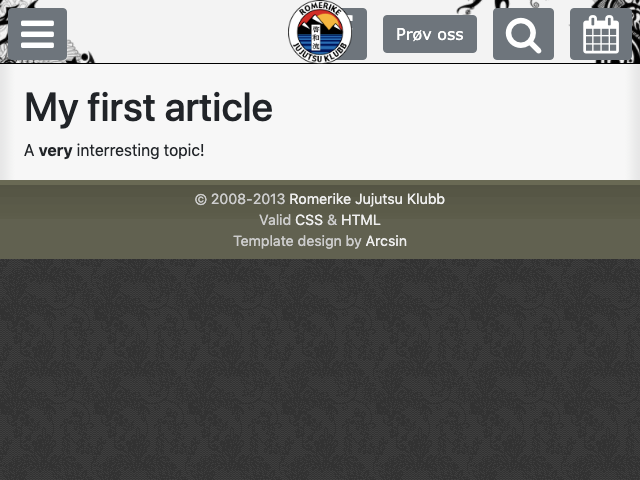 ROMERIKE
JUJUTSU KLUBB
Prøv oss
My first article
A very interresting topic!
© 2008-2013 Romerike Jujutsu Klubb
Valid CSS & HTML
Template design by Arcsin